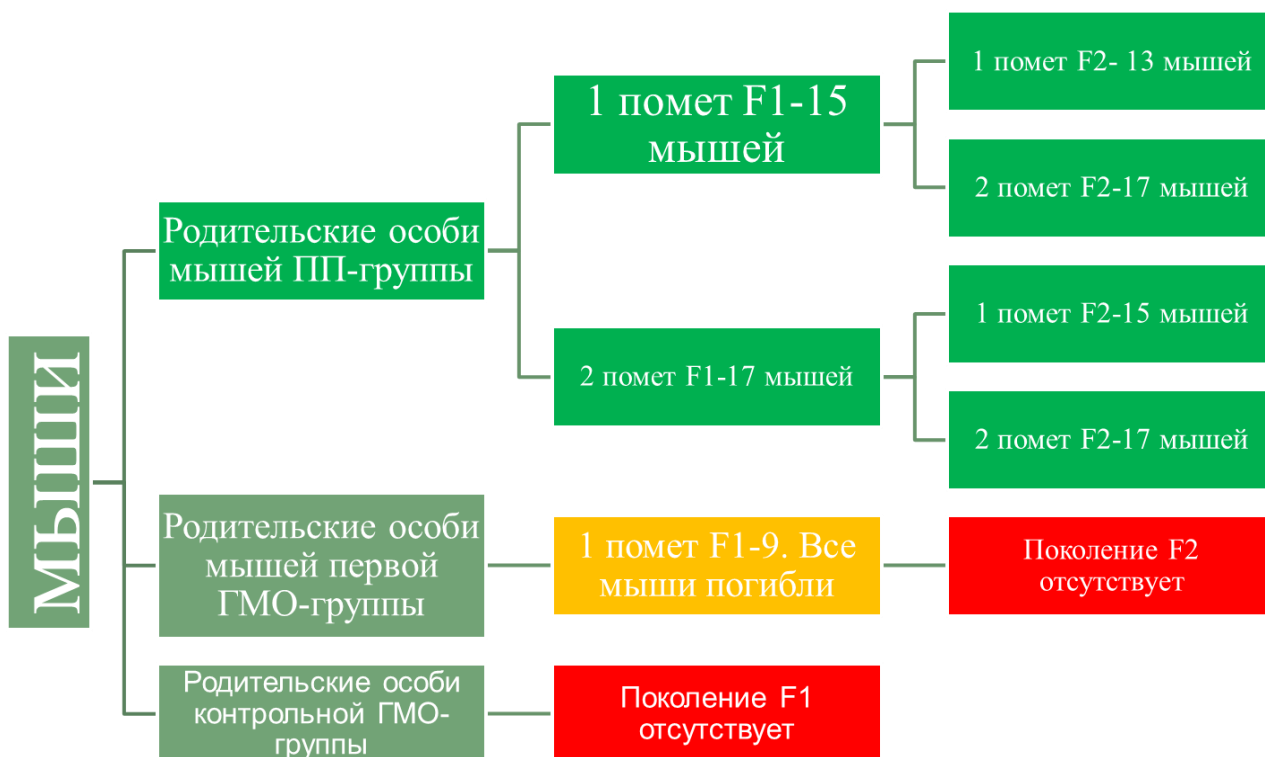 МЫШИ
Родительские особи
мышей ПП-группы
1 помет F1-15
мышей
1 помет F2- 13 мышей
2 помет F2-17 мышей
2 помет F1-17 мышей
1 помет F2-15 мышей
2 помет F2-17 мышей
Родительские особи
мышей первой
ГМО-группы
1 помет F1-9. Все
мыши погибли
Поколение F2
отсутствует
Родительские особи
контрольной ГМО-
группы
Поколение F1
отсутствует